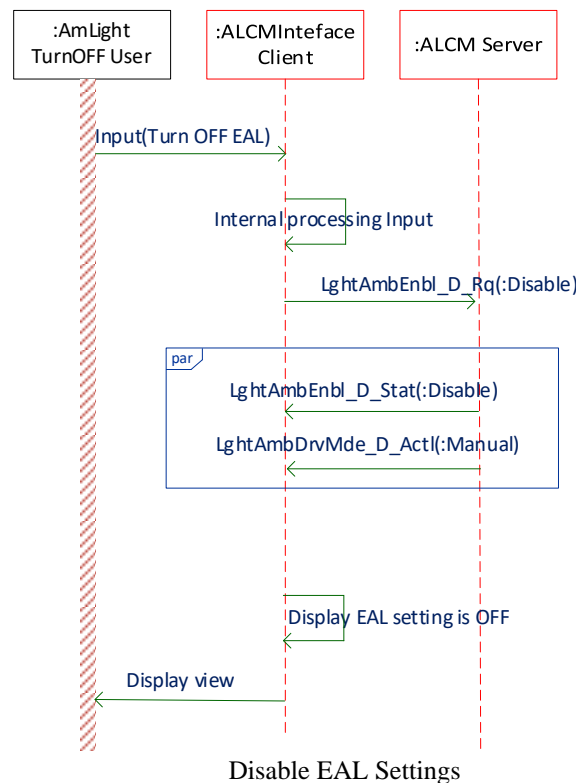 :AmLight
TurnOFF User
:ALCMInteface
Client
:ALCM Server
Input(Turn OFF EAL)
Internal processing Input
LghtAmbEnbl_D_Rq(:Disable)
par
LghtAmbEnbl_D_Stat(:Disable)
LghtAmbDrvMde_D_Actl(:Manual)
Display EAL setting is OFF
Display view
Disable EAL Settings